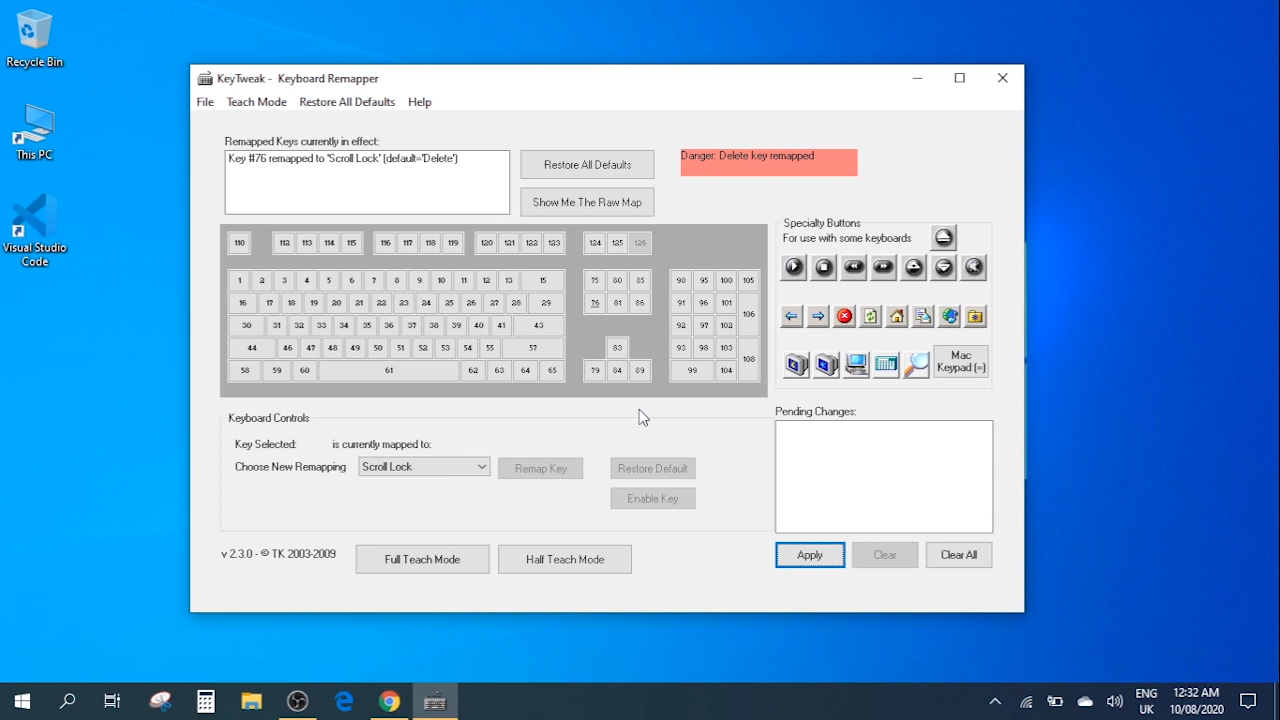 Recycle Bin
This PC
Visual Studio
Code
KeyTweak - Keyboard Remapper
File Teach Mode Restore All Defaults Help
Remapped Keys currently in effect:
Key #76 remapped to 'Scroll Lock' (default='Delete')
Restore All Defaults
Show Me The Raw Map
Danger: Delete key remapped
110 112 113 114 115 116 117 118 119 120 121 122 123 124 125 126
1 2 3 4 5 6 7 8 9 10 11 12 13 15 75 80 85 90 95 100 105
16 17 18 19 20 21 22 23 24 25 26 27 28 29 76 81 86 91 96 101
106
30 31 32 33 34 35 36 37 38 39 40 41 43 92 97 102
44 46 47 48 49 50 51 52 53 54 55 57 83 93 98 103
108
58 59 60 61 62 63 64 65 79 84 89 99 104
Specialty Buttons
For use with some keyboards
Mac
Keypad (=)
Keyboard Controls
Key Selected: is currently mapped to:
Choose New Remapping Scroll Lock Remap Key Restore Default
Enable Key
Pending Changes:
v 2.3.0 - © TK 2003-2009 Full Teach Mode Half Teach Mode
Apply Clear Clear All
ENG
UK
12:32 AM
10/08/2020